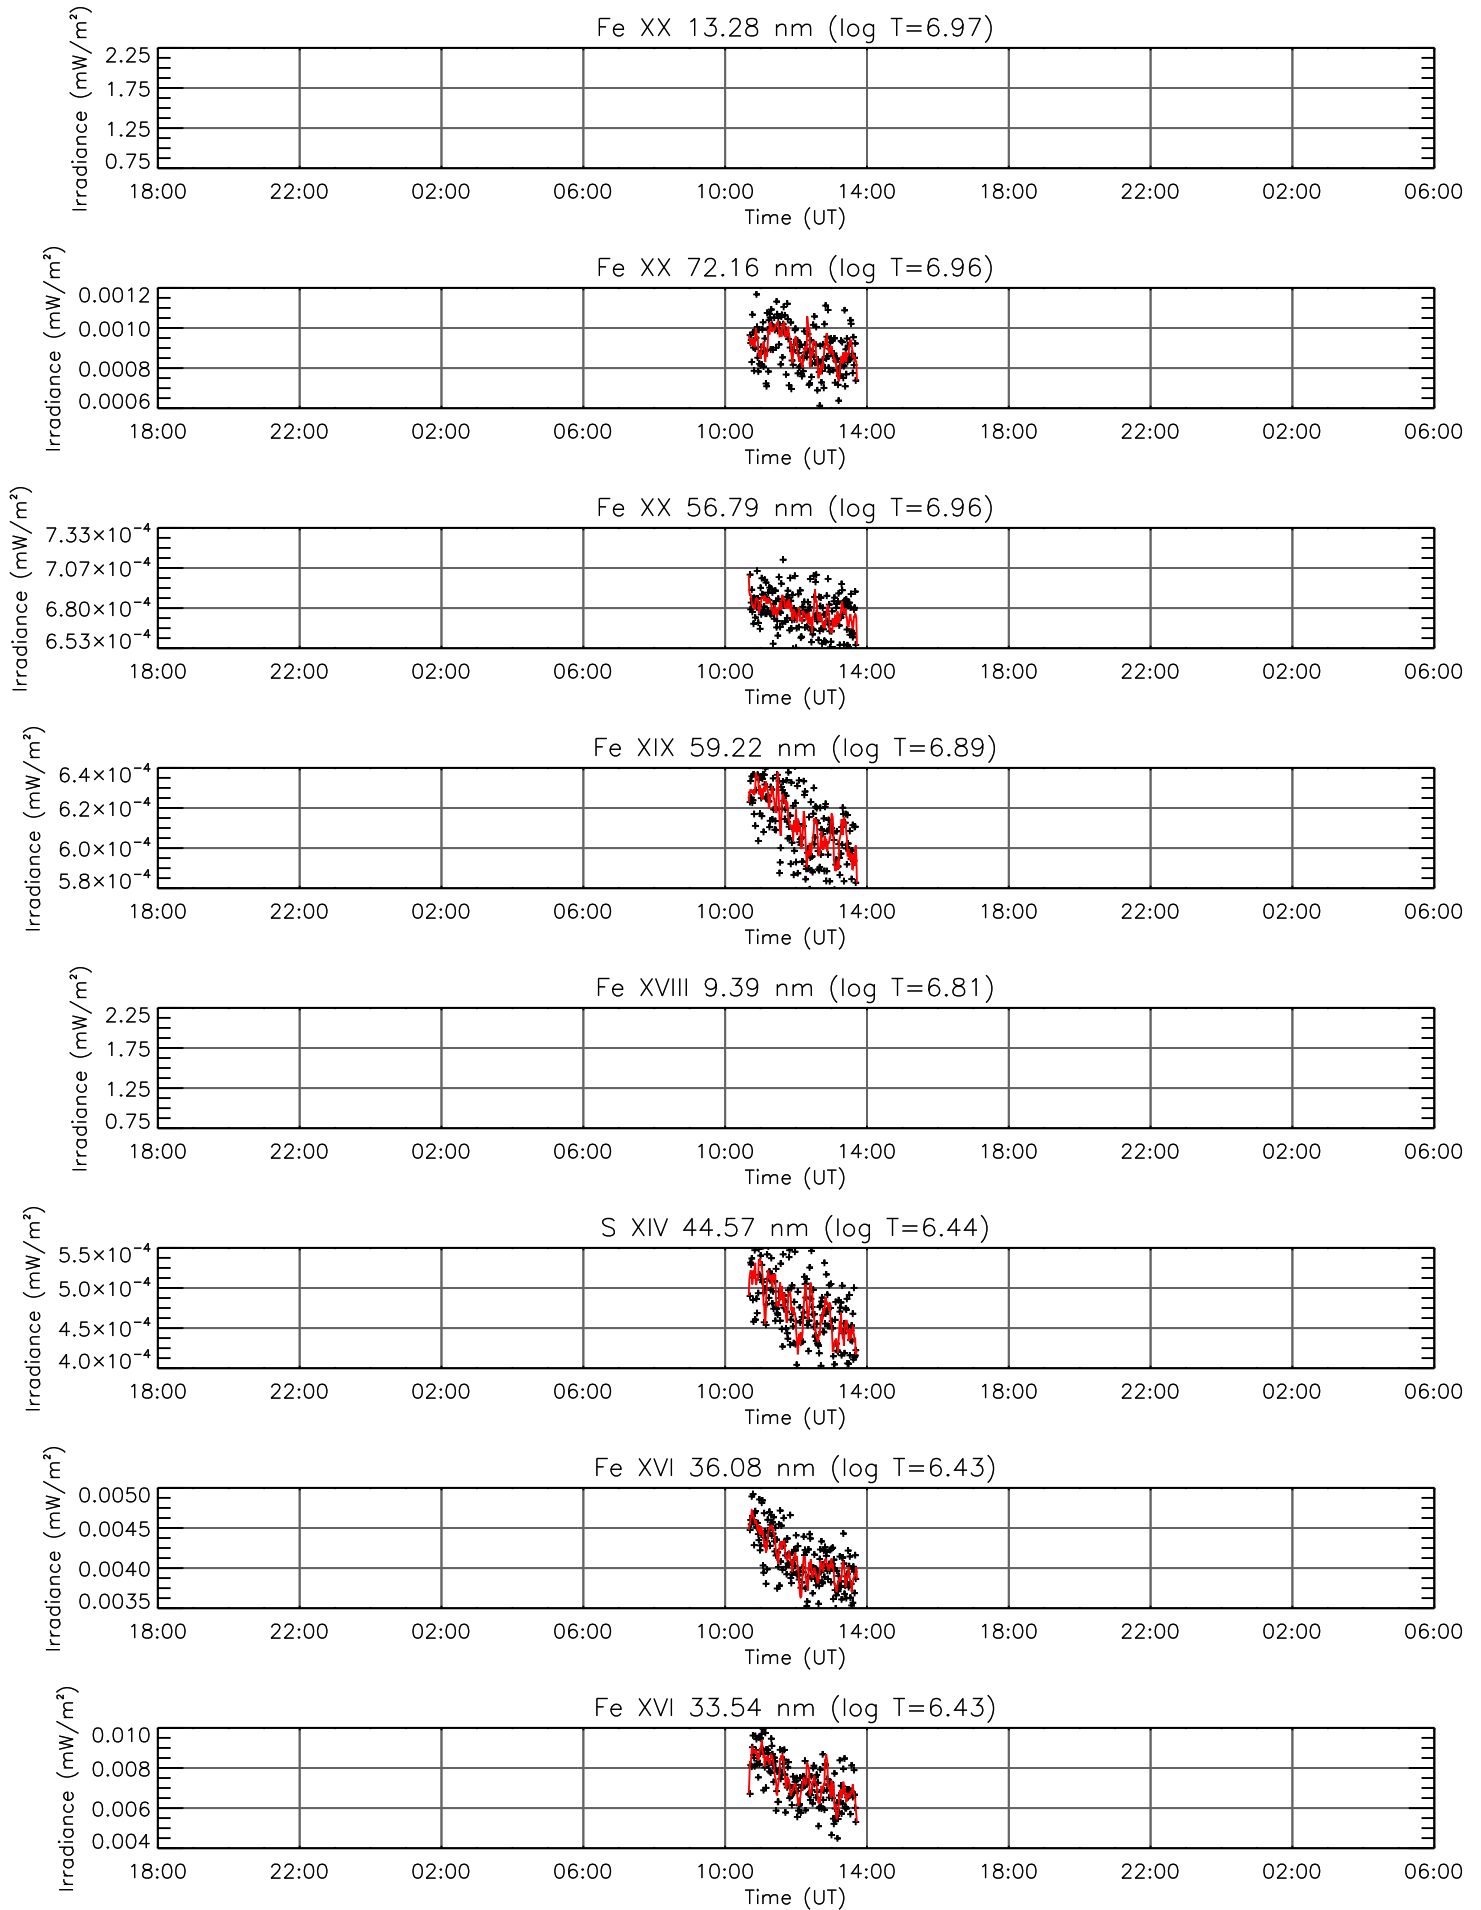 Fe XX 13.28 nm (log T=6.97)
Irradiance (mW/m²)
2.25
1.75
1.25
0.75
18:00 22:00 02:00 06:00 10:00 14:00 18:00 22:00 02:00 06:00
Time (UT)
Fe XX 72.16 nm (log T=6.96)
Irradiance (mW/m²)
0.0012
0.0010
0.0008
0.0006
18:00 22:00 02:00 06:00 10:00 14:00 18:00 22:00 02:00 06:00
Time (UT)
Fe XX 56.79 nm (log T=6.96)
Irradiance (mW/m²)
7.33×10⁻⁴
7.07×10⁻⁴
6.80×10⁻⁴
6.53×10⁻⁴
18:00 22:00 02:00 06:00 10:00 14:00 18:00 22:00 02:00 06:00
Time (UT)
Fe XIX 59.22 nm (log T=6.89)
Irradiance (mW/m²)
6.4×10⁻⁴
6.2×10⁻⁴
6.0×10⁻⁴
5.8×10⁻⁴
18:00 22:00 02:00 06:00 10:00 14:00 18:00 22:00 02:00 06:00
Time (UT)
Fe XVIII 9.39 nm (log T=6.81)
Irradiance (mW/m²)
2.25
1.75
1.25
0.75
18:00 22:00 02:00 06:00 10:00 14:00 18:00 22:00 02:00 06:00
Time (UT)
S XIV 44.57 nm (log T=6.44)
Irradiance (mW/m²)
5.5×10⁻⁴
5.0×10⁻⁴
4.5×10⁻⁴
4.0×10⁻⁴
18:00 22:00 02:00 06:00 10:00 14:00 18:00 22:00 02:00 06:00
Time (UT)
Fe XVI 36.08 nm (log T=6.43)
Irradiance (mW/m²)
0.0050
0.0045
0.0040
0.0035
18:00 22:00 02:00 06:00 10:00 14:00 18:00 22:00 02:00 06:00
Time (UT)
Fe XVI 33.54 nm (log T=6.43)
Irradiance (mW/m²)
0.010
0.008
0.006
0.004
18:00 22:00 02:00 06:00 10:00 14:00 18:00 22:00 02:00 06:00
Time (UT)